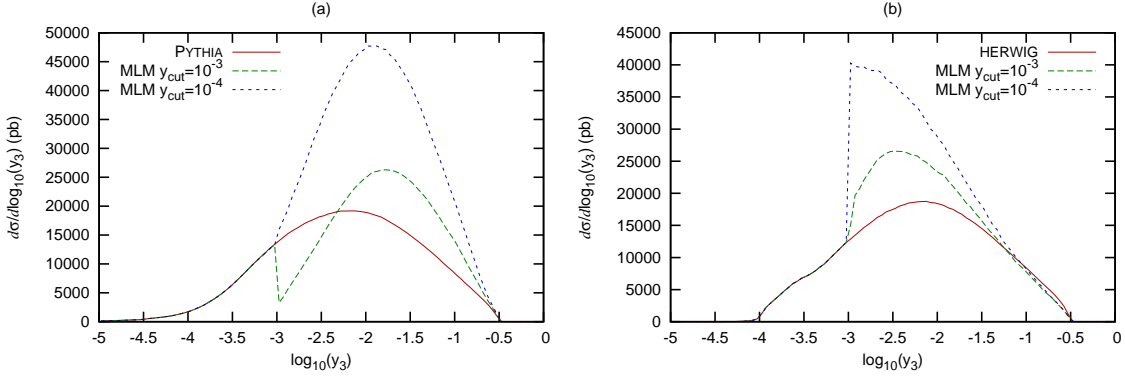 (a)
dσ/dlog₁₀(y₃) (pb)
50000
45000
40000
35000
30000
25000
20000
15000
10000
5000
0
PYTHIA
MLM y_cut=10⁻³
MLM y_cut=10⁻⁴
-5 -4.5 -4 -3.5 -3 -2.5 -2 -1.5 -1 -0.5 0
log₁₀(y₃)
(b)
dσ/dlog₁₀(y₃) (pb)
45000
40000
35000
30000
25000
20000
15000
10000
5000
0
HERWIG
MLM y_cut=10⁻³
MLM y_cut=10⁻⁴
-5 -4.5 -4 -3.5 -3 -2.5 -2 -1.5 -1 -0.5 0
log₁₀(y₃)